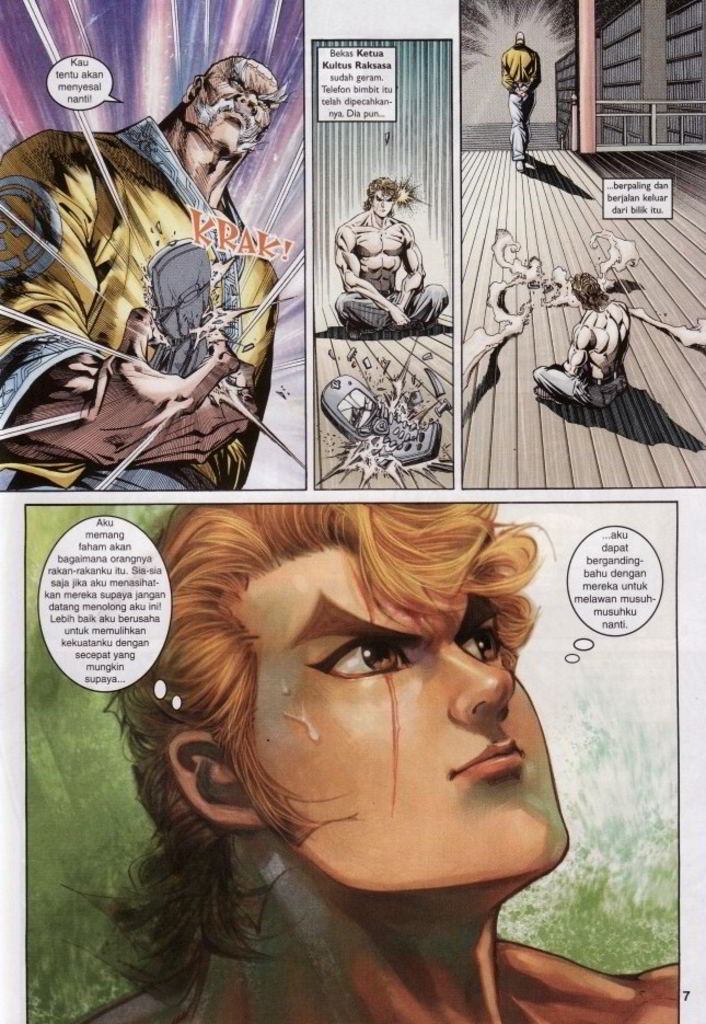 Kau
tentu akan
menyesal
nanti!
KRAK!
Bekas Ketua
Kultus Raksasa
sudah geram.
Telefon bimbit itu
telah dipecahkan-
nya. Dia pun...
...berpaling dan
berjalan keluar
dari bilik itu.
Aku
memang
faham akan
bagaimana orangnya
rakan-rakanku itu. Sia-sia
saja jika aku menasihat-
kan mereka supaya jangan
datang menolong aku ini!
Lebih baik aku berusaha
untuk memulihkan
kekuatanku dengan
secepat yang
mungkin
supaya...
...aku
dapat
berganding-
bahu dengan
mereka untuk
melawan musuh-
musuhku
nanti.
7